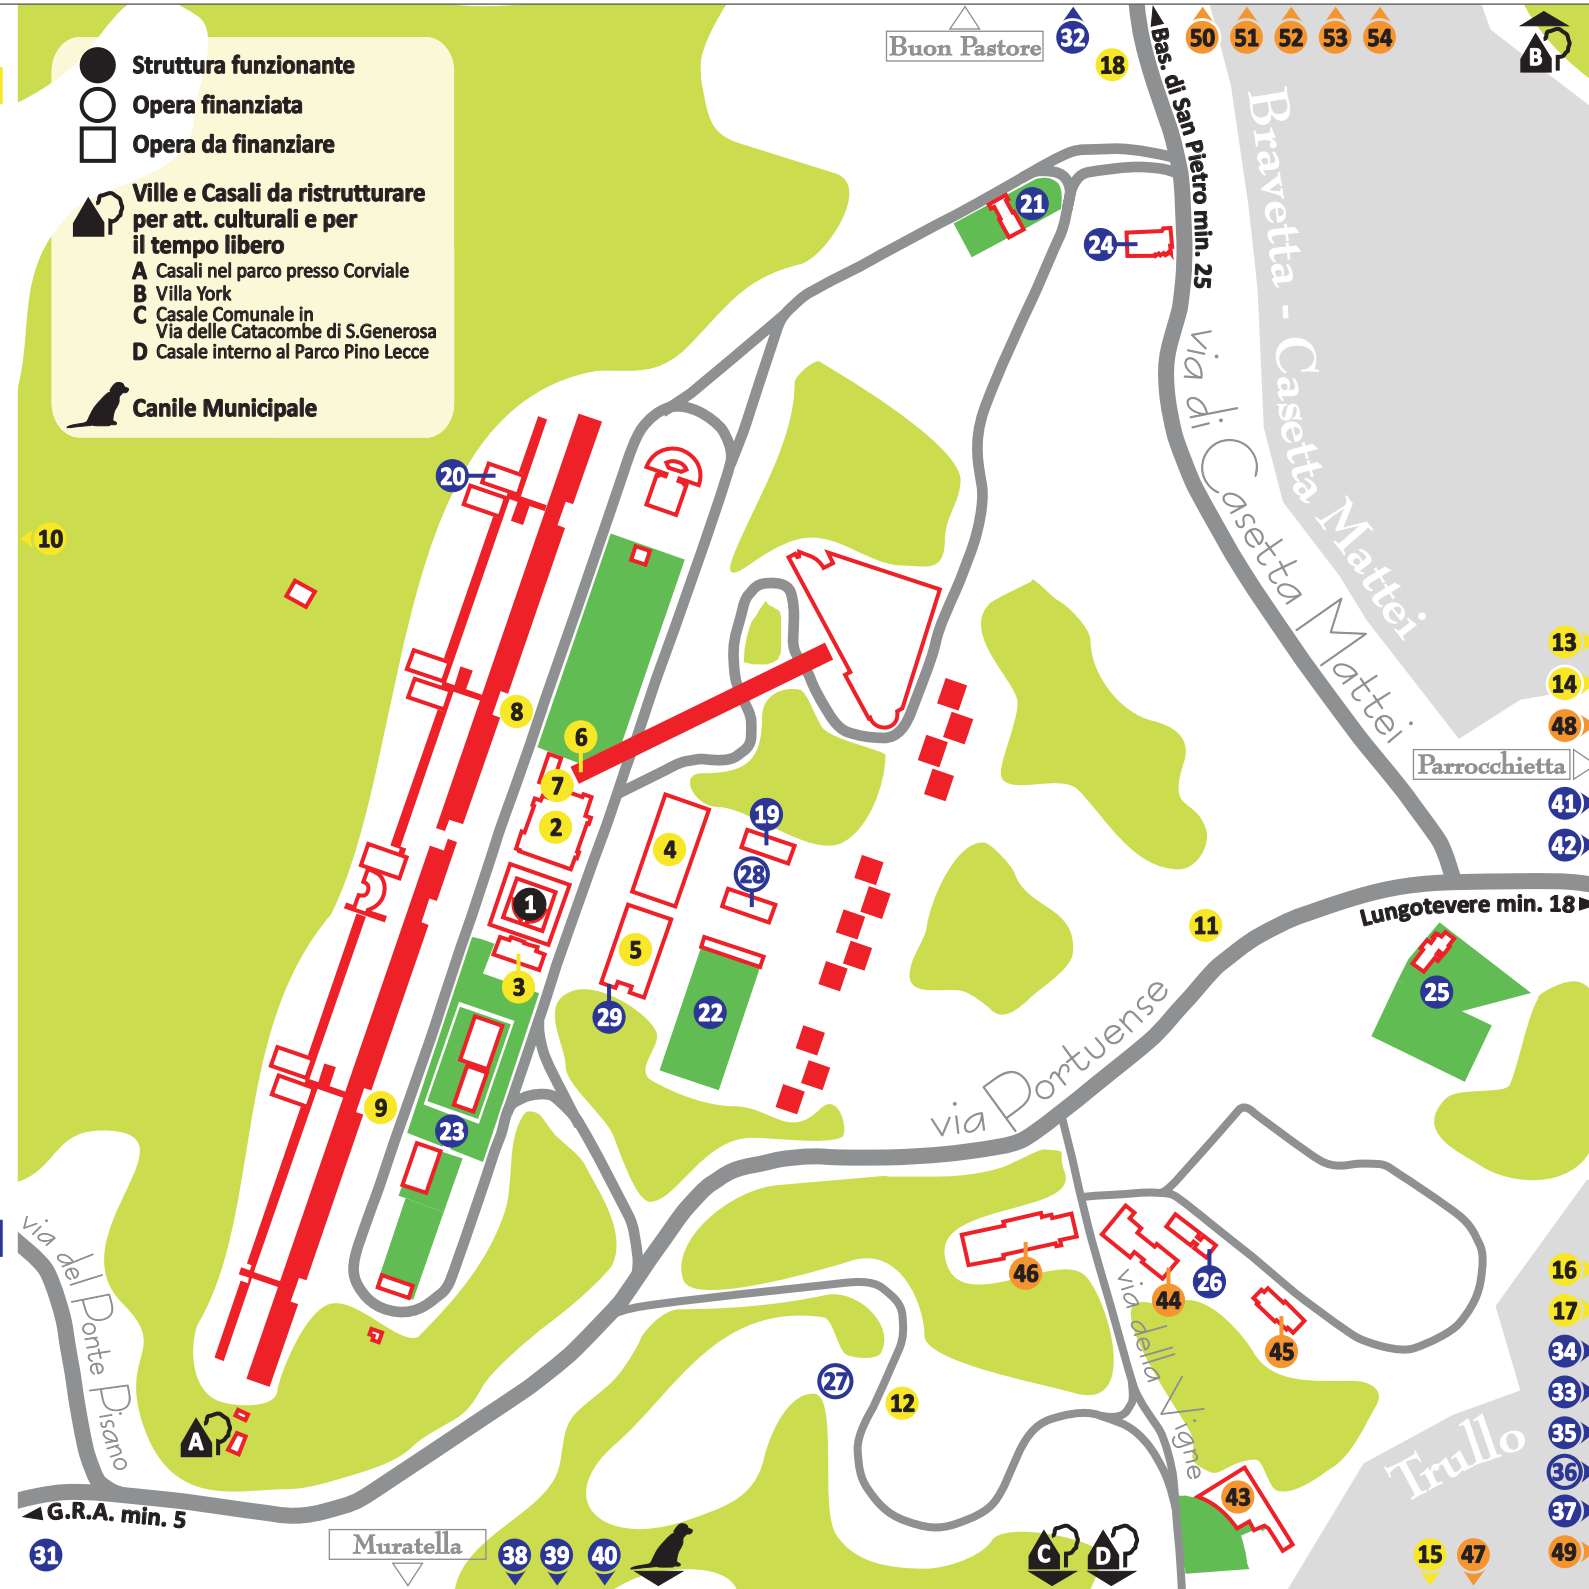 Struttura funzionante
Opera finanziata
Opera da finanziare
Ville e Casali da ristrutturare
per att. culturali e per
il tempo libero
A Casali nel parco presso Corviale
B Villa York
C Casale Comunale in
Via delle Catacombe di S.Generosa
D Casale interno al Parco Pino Lecce
Canile Municipale
Buon Pastore
32
18
50 51 52 53 54
B
Bas. di San Pietro min. 25
Bravetta - Casetta Mattei
via di Casetta Mattei
21
24
20
10
8
6
7
2
1
3
4
5
19
28
29
22
9
23
11
13
14
48
Parrocchietta
41
42
Lungotevere min. 18
25
via Portuense
46
44
26
45
via della Vigne
27
12
43
Trullo
16
17
34
33
35
36
37
49
via del Ponte Pisano
A
G.R.A. min. 5
31
Muratella
38 39 40
C D
15 47